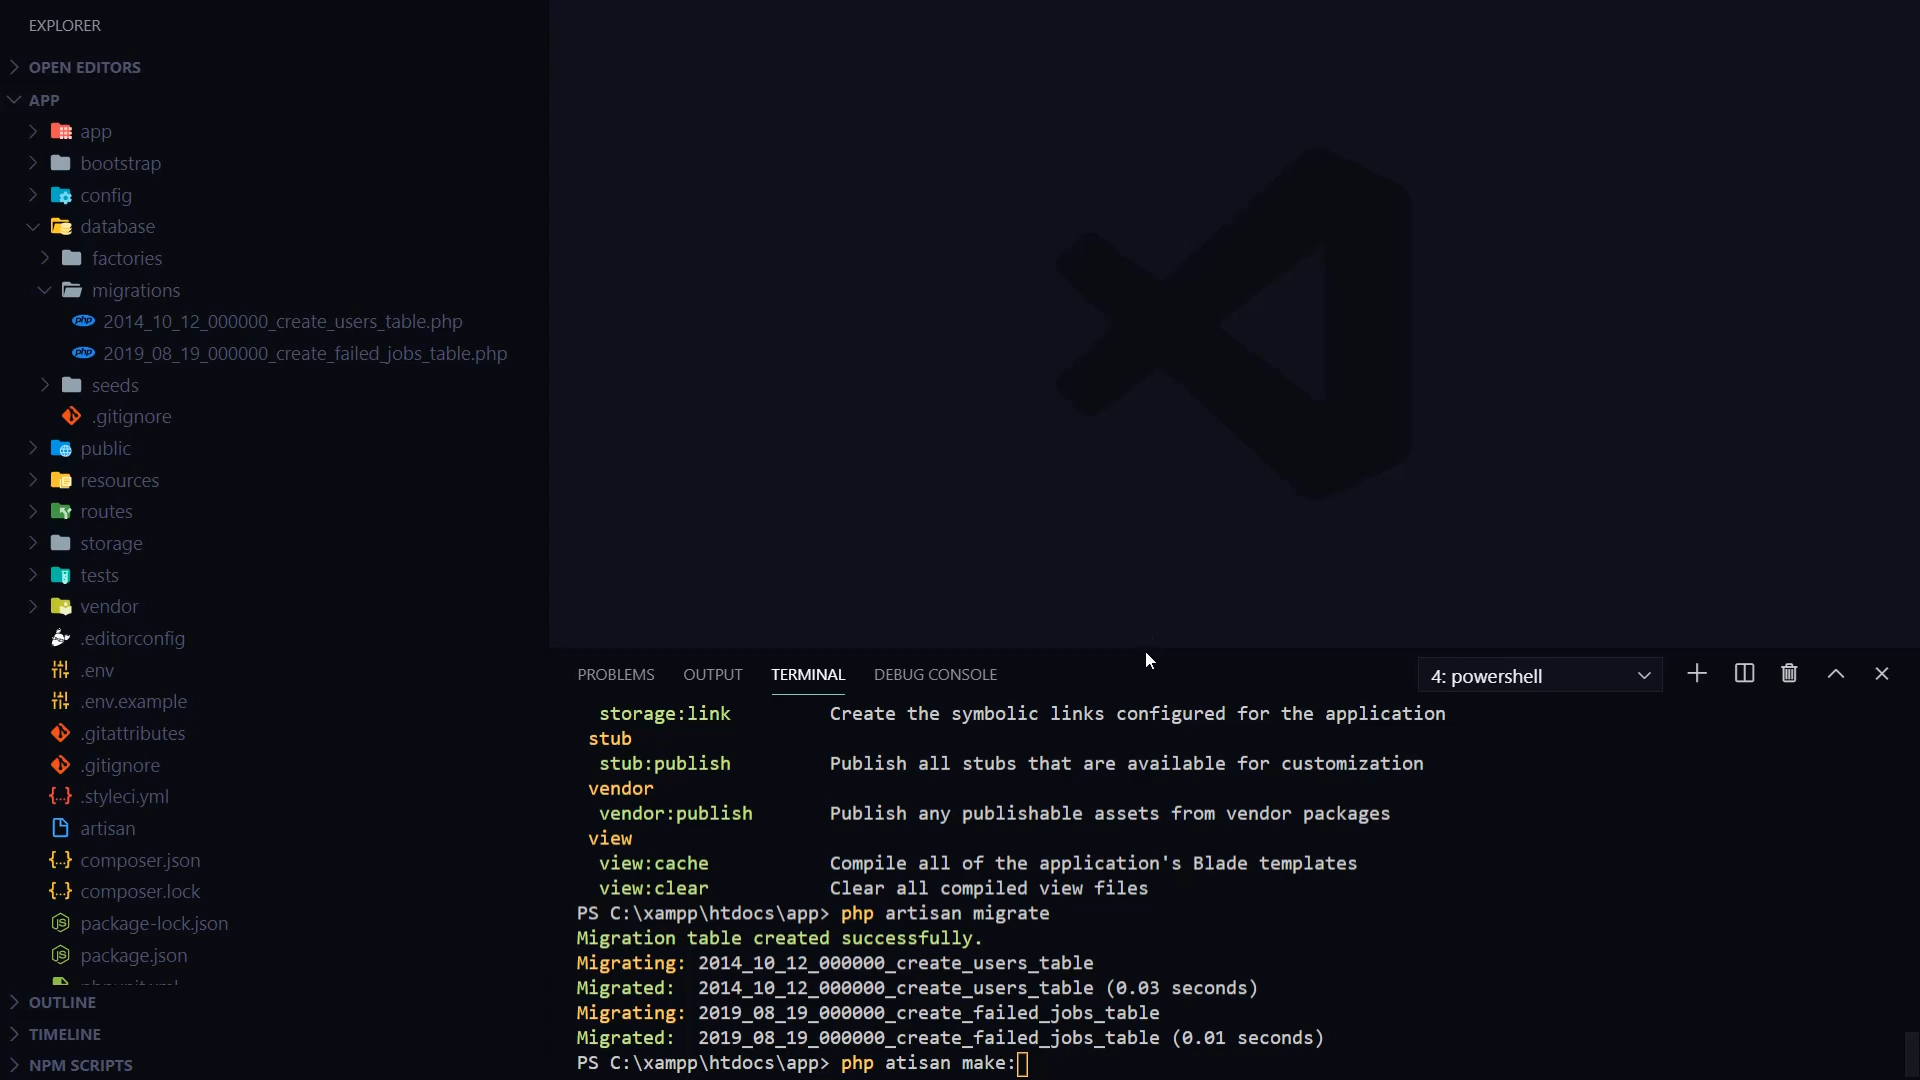 EXPLORER
OPEN EDITORS
APP
app
bootstrap
config
database
factories
migrations
php 2014_10_12_000000_create_users_table.php
php 2019_08_19_000000_create_failed_jobs_table.php
seeds
.gitignore
public
resources
routes
storage
tests
vendor
.editorconfig
.env
.env.example
.gitattributes
.gitignore
{..} .styleci.yml
artisan
{..} composer.json
{..} composer.lock
package-lock.json
package.json
OUTLINE
TIMELINE
NPM SCRIPTS
PROBLEMS OUTPUT TERMINAL DEBUG CONSOLE 4: powershell
storage:link Create the symbolic links configured for the application
stub
stub:publish Publish all stubs that are available for customization
vendor
vendor:publish Publish any publishable assets from vendor packages
view
view:cache Compile all of the application's Blade templates
view:clear Clear all compiled view files
PS C:\xampp\htdocs\app> php artisan migrate
Migration table created successfully.
Migrating: 2014_10_12_000000_create_users_table
Migrated: 2014_10_12_000000_create_users_table (0.03 seconds)
Migrating: 2019_08_19_000000_create_failed_jobs_table
Migrated: 2019_08_19_000000_create_failed_jobs_table (0.01 seconds)
PS C:\xampp\htdocs\app> php atisan make: